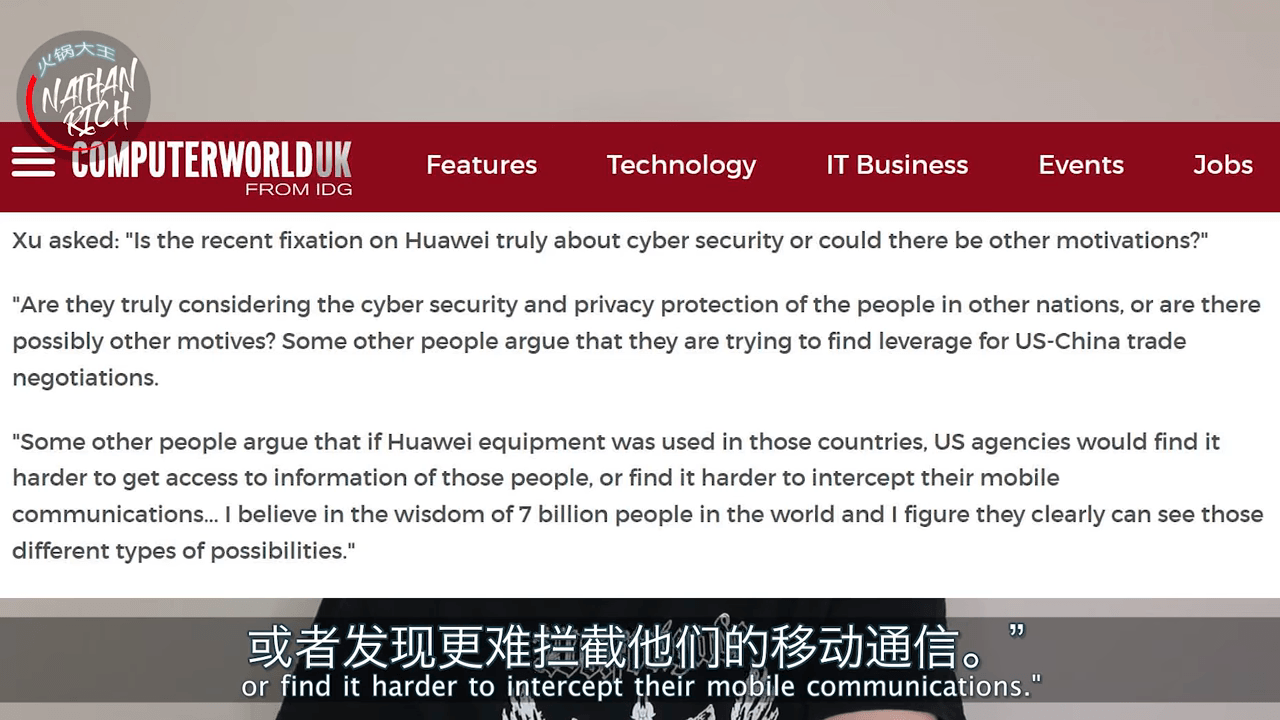 火锅大王
NATHAN
RICH
COMPUTERWORLDUK
FROM IDG
Features
Technology
IT Business
Events
Jobs
Xu asked: "Is the recent fixation on Huawei truly about cyber security or could there be other motivations?"
"Are they truly considering the cyber security and privacy protection of the people in other nations, or are there
possibly other motives? Some other people argue that they are trying to find leverage for US-China trade
negotiations.
"Some other people argue that if Huawei equipment was used in those countries, US agencies would find it
harder to get access to information of those people, or find it harder to intercept their mobile
communications... I believe in the wisdom of 7 billion people in the world and I figure they clearly can see those
different types of possibilities."
或者发现更难拦截他们的移动通信。”
or find it harder to intercept their mobile communications."